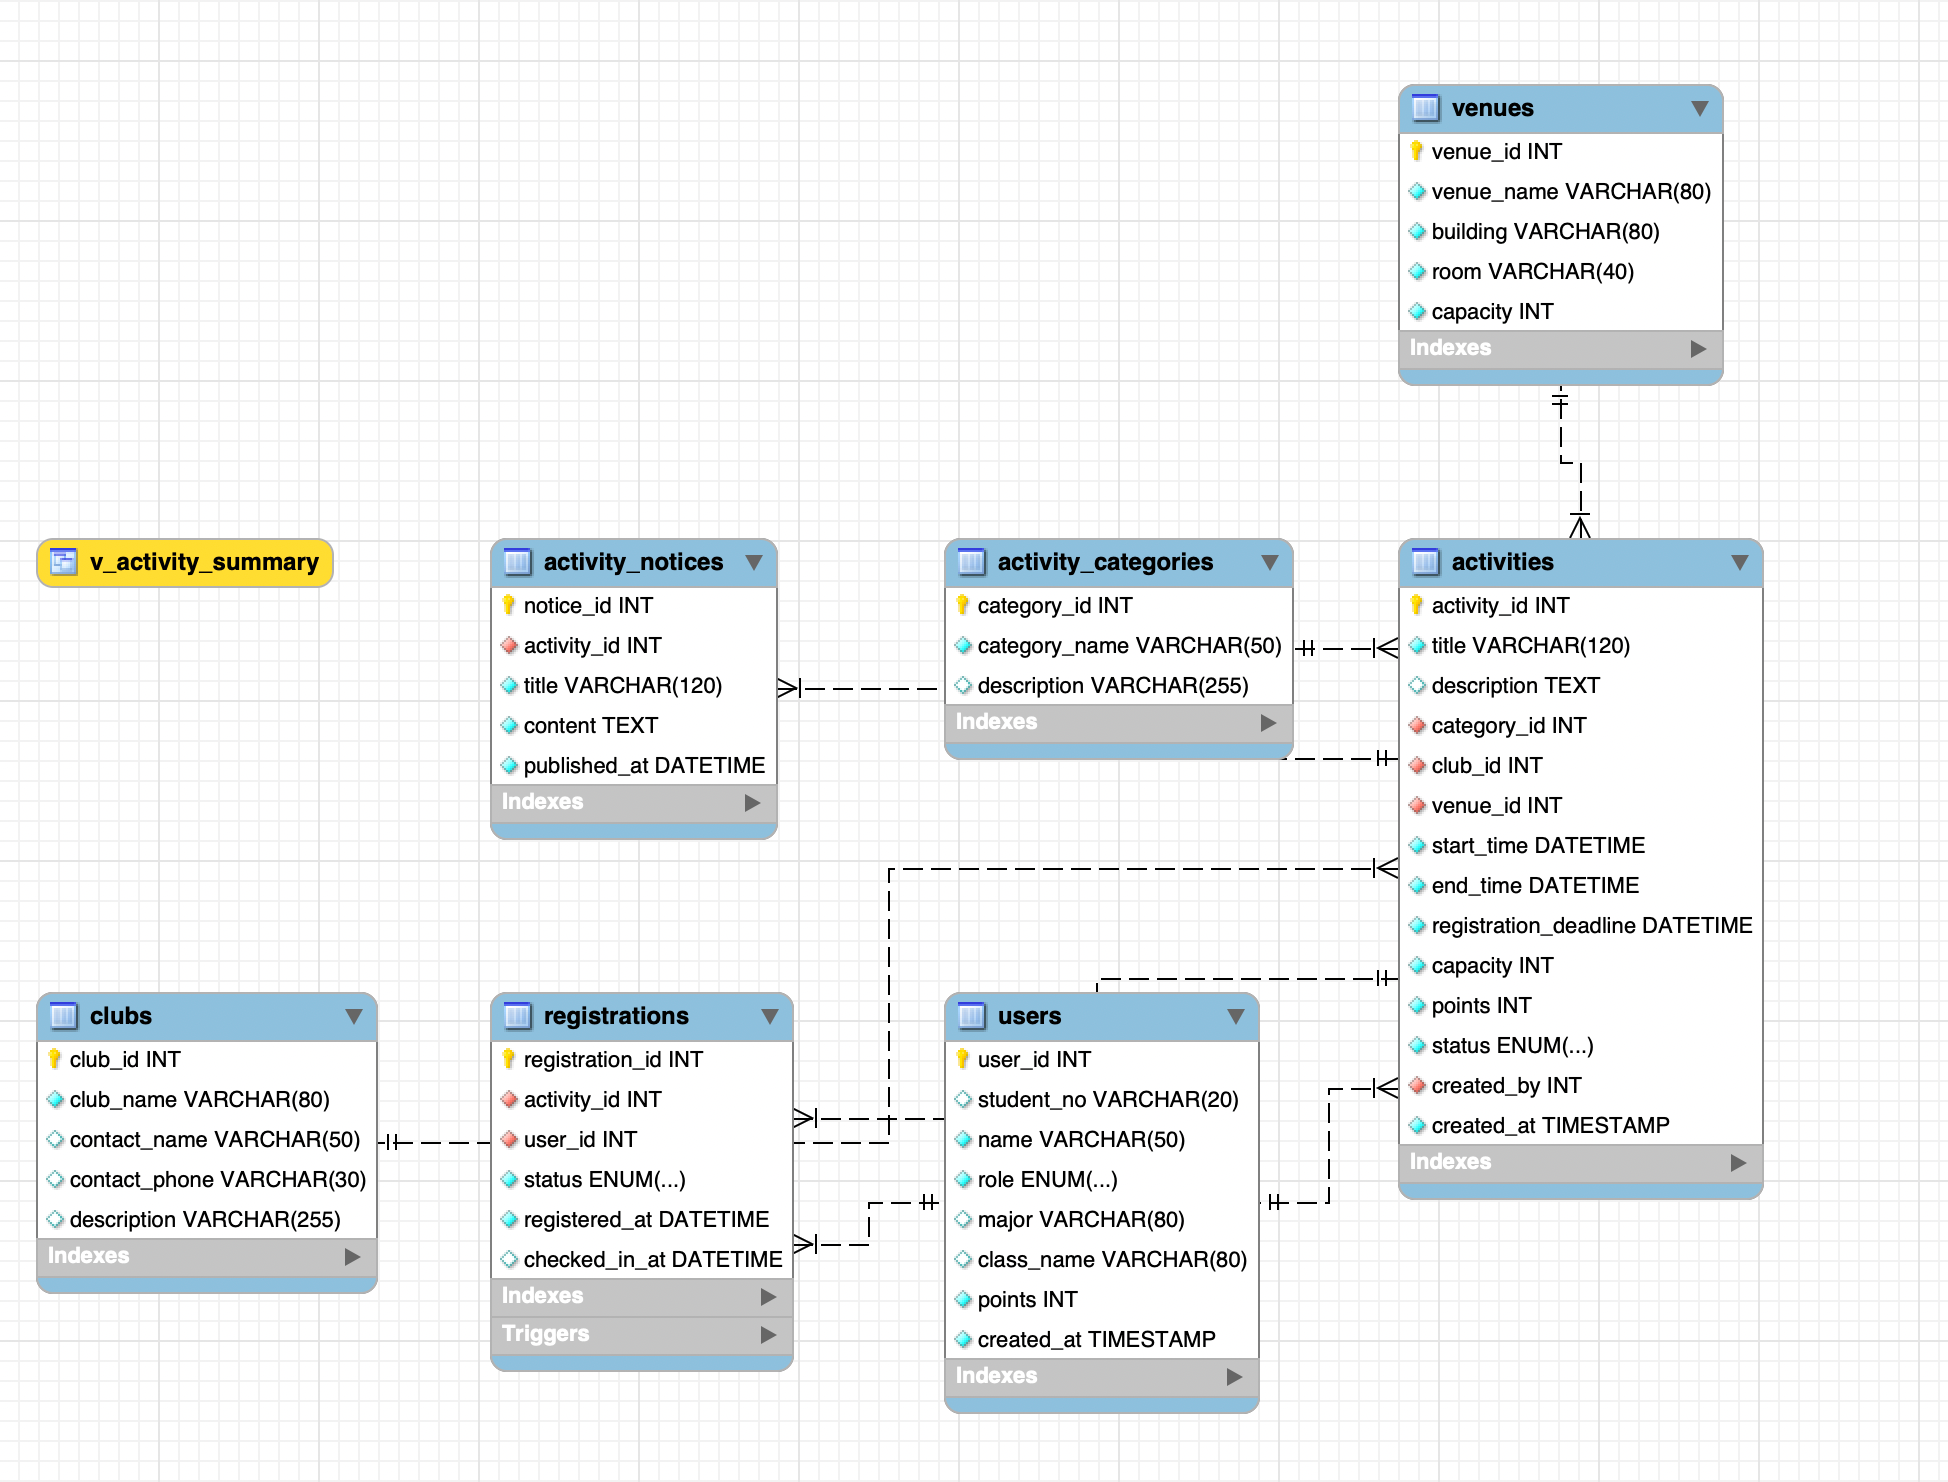 venues
venue_id INT
venue_name VARCHAR(80)
building VARCHAR(80)
room VARCHAR(40)
capacity INT
Indexes
v_activity_summary
activity_notices
notice_id INT
activity_id INT
title VARCHAR(120)
content TEXT
published_at DATETIME
Indexes
activity_categories
category_id INT
category_name VARCHAR(50)
description VARCHAR(255)
Indexes
activities
activity_id INT
title VARCHAR(120)
description TEXT
category_id INT
club_id INT
venue_id INT
start_time DATETIME
end_time DATETIME
registration_deadline DATETIME
capacity INT
points INT
status ENUM(...)
created_by INT
created_at TIMESTAMP
Indexes
clubs
club_id INT
club_name VARCHAR(80)
contact_name VARCHAR(50)
contact_phone VARCHAR(30)
description VARCHAR(255)
Indexes
registrations
registration_id INT
activity_id INT
user_id INT
status ENUM(...)
registered_at DATETIME
checked_in_at DATETIME
Indexes
Triggers
users
user_id INT
student_no VARCHAR(20)
name VARCHAR(50)
role ENUM(...)
major VARCHAR(80)
class_name VARCHAR(80)
points INT
created_at TIMESTAMP
Indexes